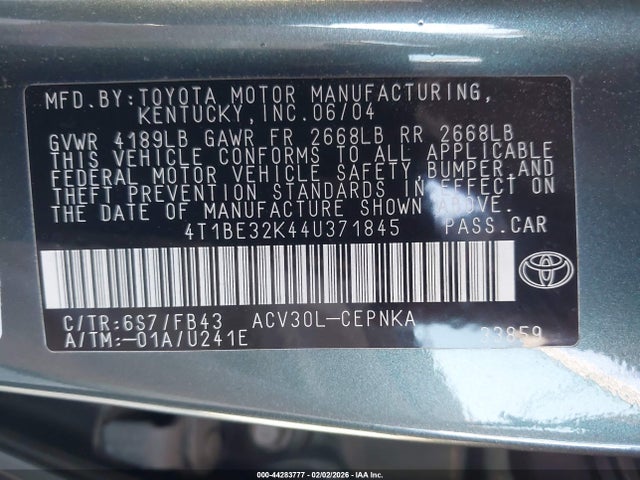 MFD.BY:TOYOTA MOTOR MANUFACTURING,
KENTUCKY,INC.06/04
GVWR 4189LB GAWR FR 2668LB RR 2668LB
THIS VEHICLE CONFORMS TO ALL APPLICABLE
FEDERAL MOTOR VEHICLE SAFETY,BUMPER,AND
THEFT PREVENTION STANDARDS IN EFFECT ON
THE DATE OF MANUFACTURE SHOWN ABOVE.
4T1BE32K44U371845 PASS.CAR
C/TR:6S7/FB43 ACV30L-CEPNKA 33859
A/TM:-01A/U241E
000-44283777 - 02/02/2026 - IAAI, Inc.